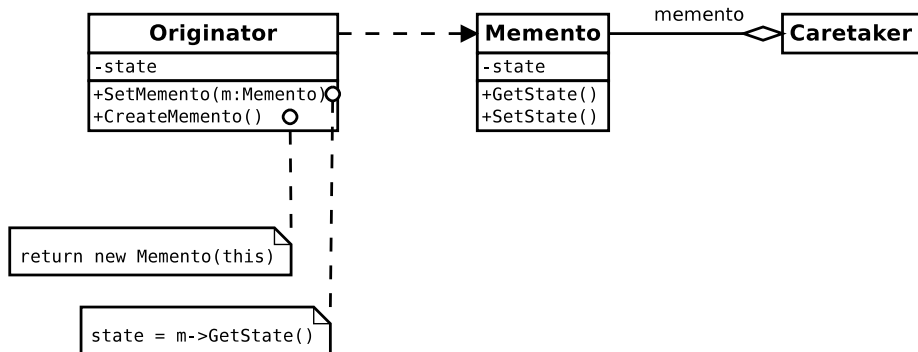 memento
Originator
Memento
Caretaker
-state
-state
+SetMemento(m:Memento)
+GetState()
+CreateMemento()
+SetState()
return new Memento(this)
state = m->GetState()